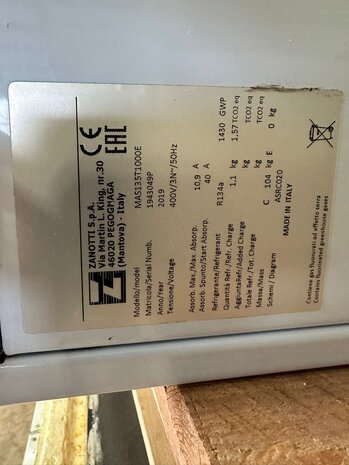 ZANOTTI S.p.A.
Via Martin L. King, nr.30
46020 PEGOGNAGA
(Mantova) - Italy
CE EAC
Modello/model MAS135T1000E
Matricola/Serial Numb. 1943049P
Anno/Year 2019
Tensione/Voltage 400V/3N~/50Hz
Assorb. Max./Max Absorp. 10,9 A
Assorb. Spunto/Start Absorp. 40 A
Refrigerante/Refrigerant R134a 1430 GWP
Quantità Refr./Refr. Charge 1,1 kg 1,57 TCO2 eq
AggiuntaRefr/Added Charge kg TCO2 eq
Totale Refr./Tot. Charge kg TCO2 eq
Massa/Mass C 104 kg E 0 kg
Schemi / Diagram ASRC020
MADE IN ITALY
Contiene gas fluorurati ad effetto serra
Contains fluorinated greenhouse gases